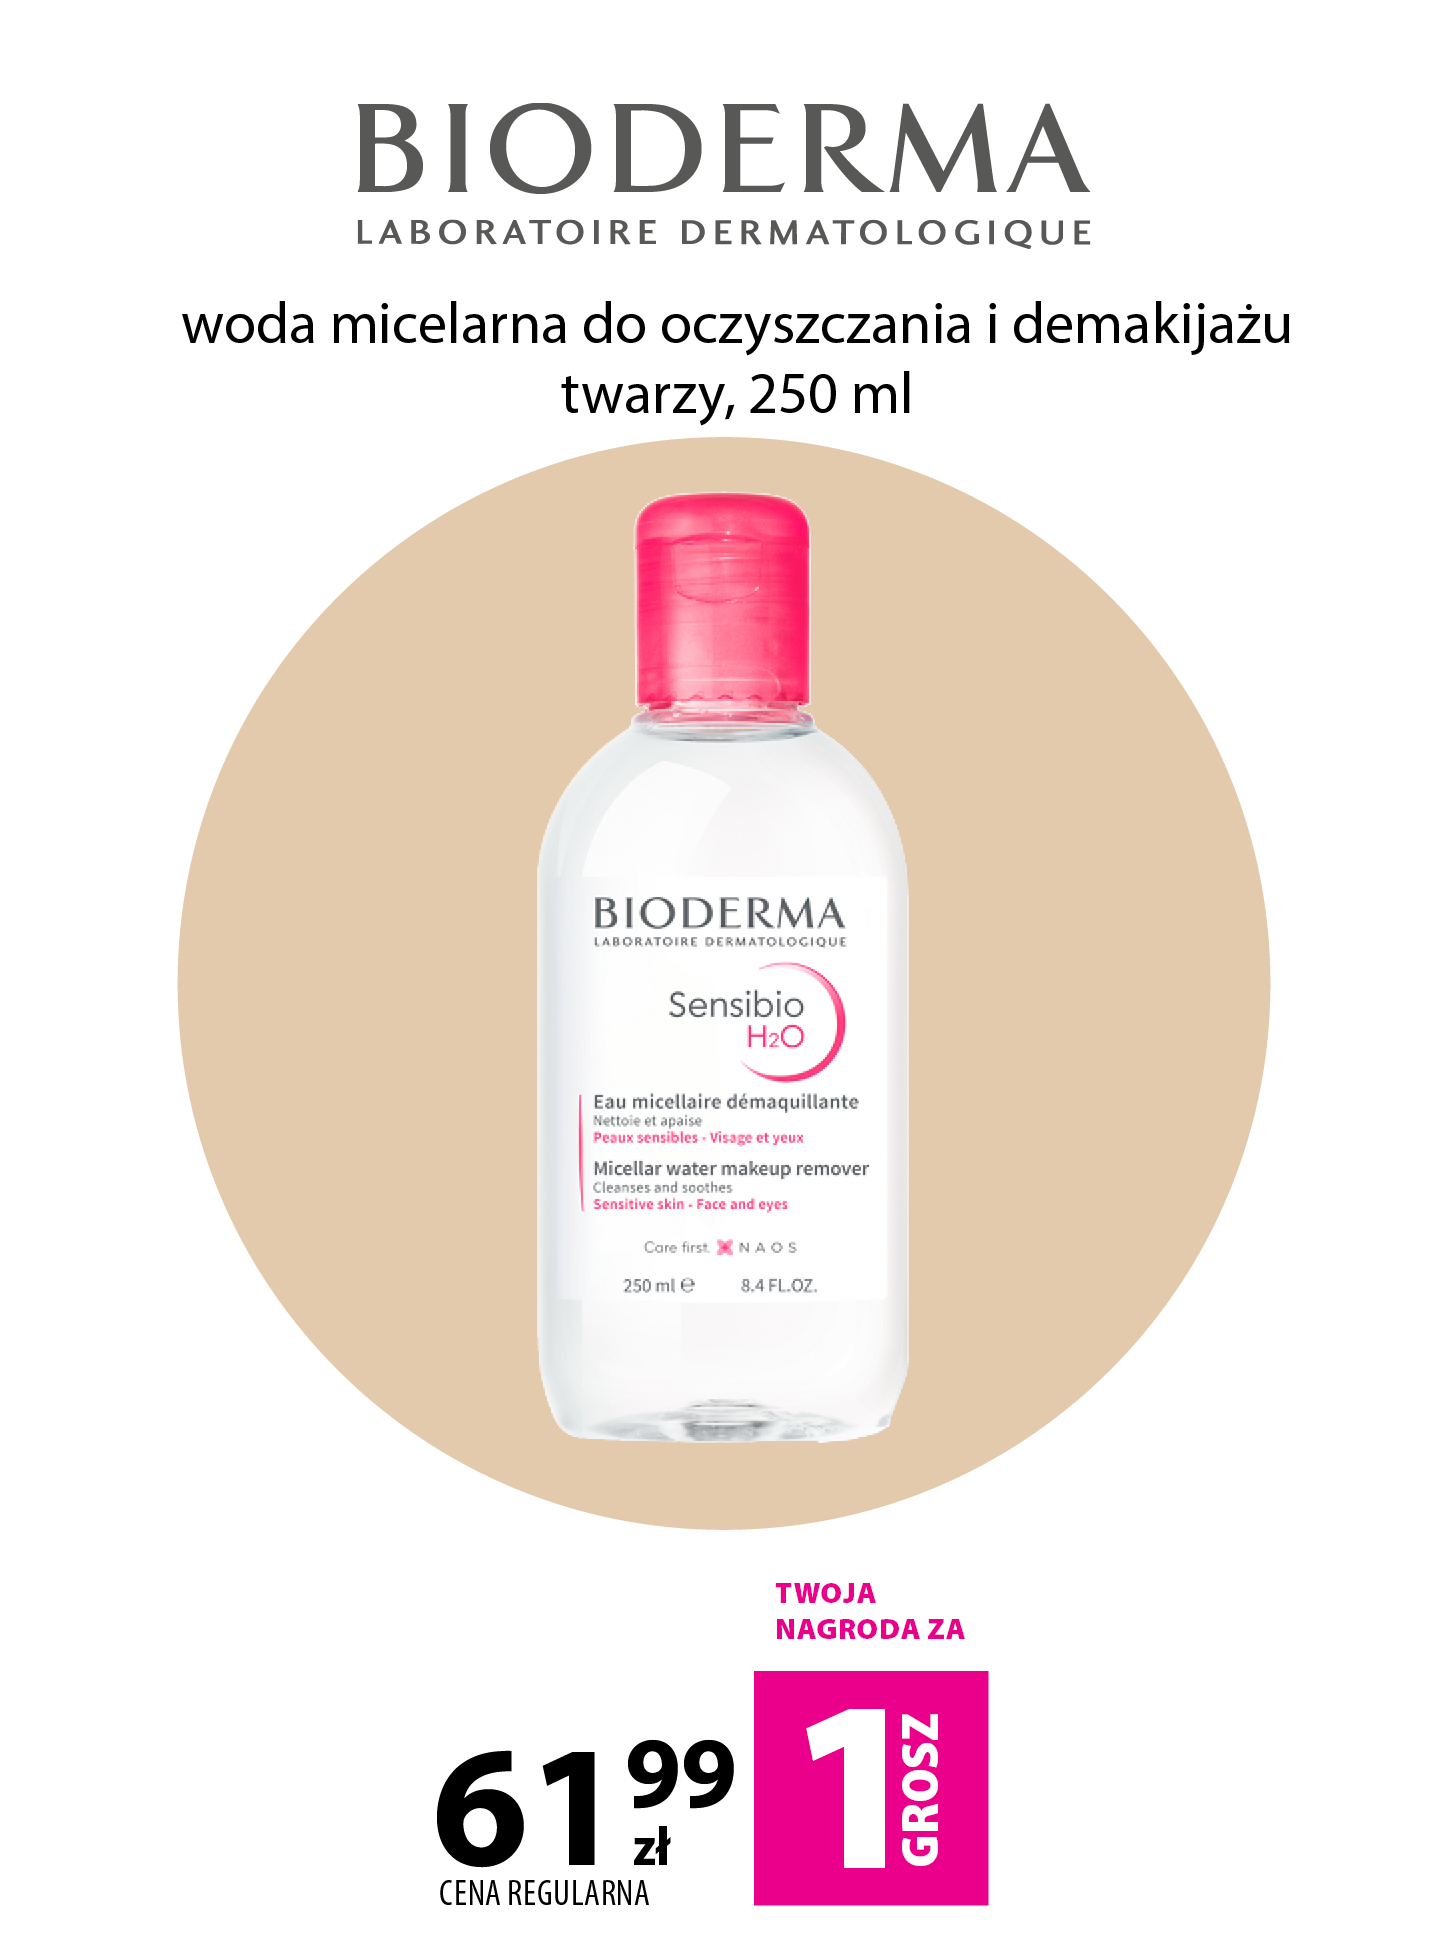 BIODERMA
LABORATOIRE DERMATOLOGIQUE
woda micelarna do oczyszczania i demakijażu
twarzy, 250 ml
BIODERMA
LABORATOIRE DERMATOLOGIQUE
Sensibio
H2O
Eau micellaire démaquillante
Nettoie et apaise
Peaux sensibles - Visage et yeux
Micellar water makeup remover
Cleanses and soothes
Sensitive skin - Face and eyes
Care first. NAOS
250 ml ℮ 8.4 FL.OZ.
TWOJA
NAGRODA ZA
61 99 zł
CENA REGULARNA
1 GROSZ